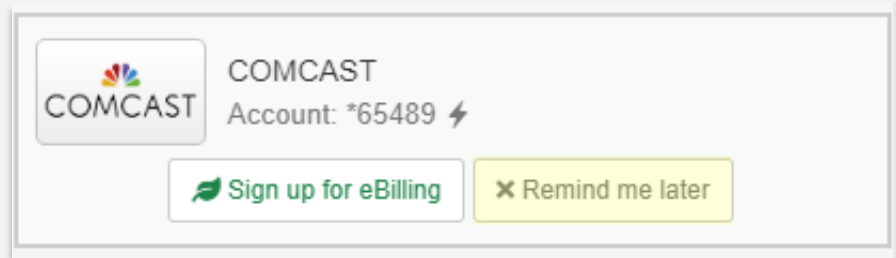 COMCAST
COMCAST
Account: *65489
Sign up for eBilling
Remind me later